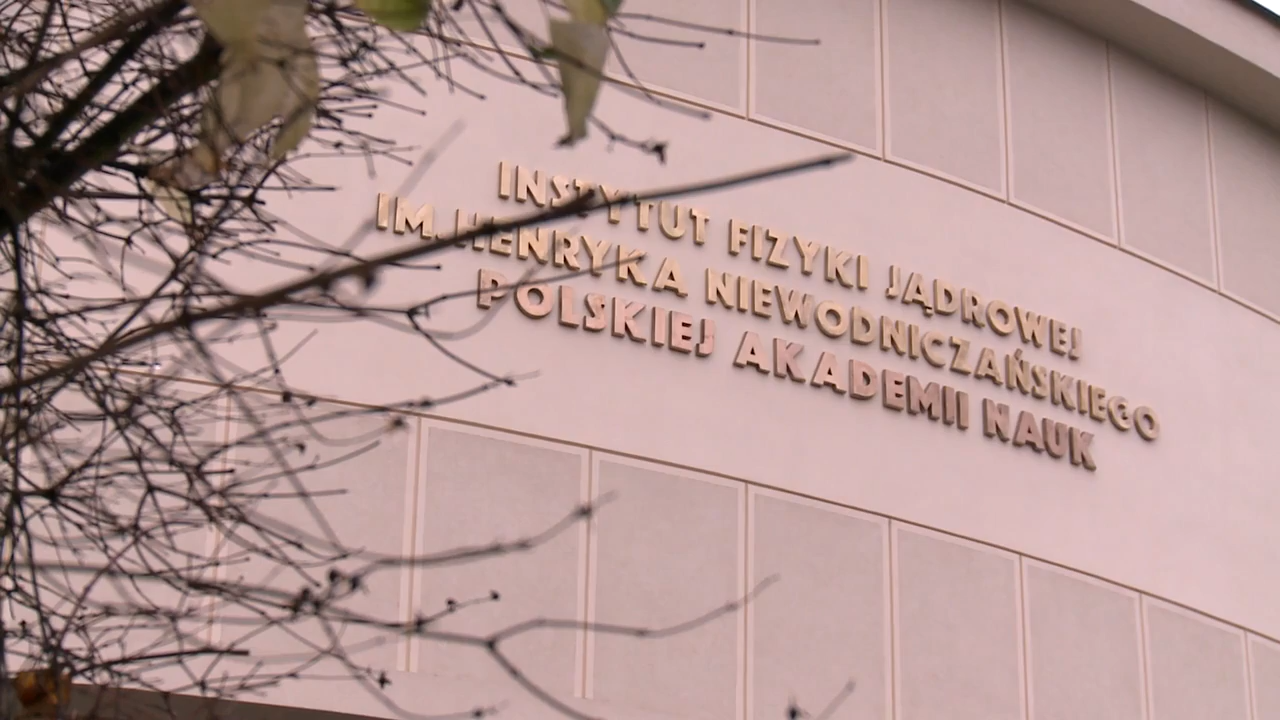 INSTYTUT FIZYKI JĄDROWEJ
IM. HENRYKA NIEWODNICZAŃSKIEGO
POLSKIEJ AKADEMII NAUK